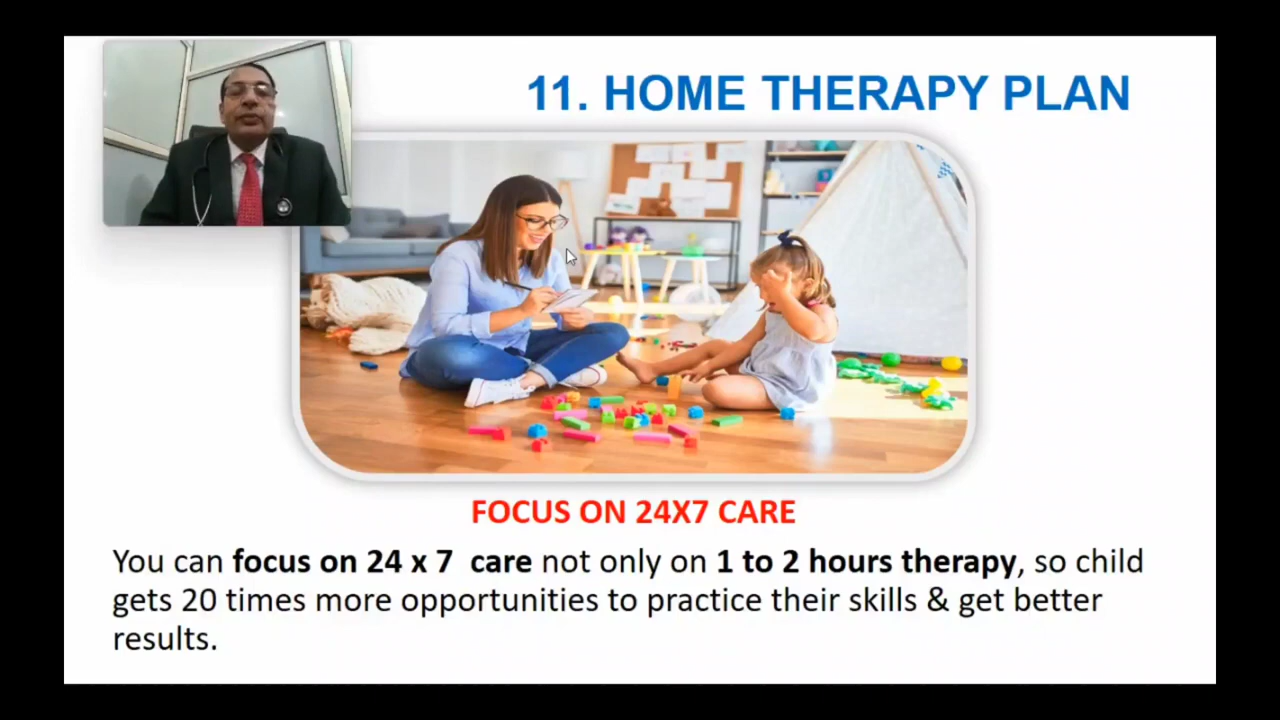 11. HOME THERAPY PLAN
FOCUS ON 24X7 CARE
You can focus on 24 x 7 care not only on 1 to 2 hours therapy, so child
gets 20 times more opportunities to practice their skills & get better
results.